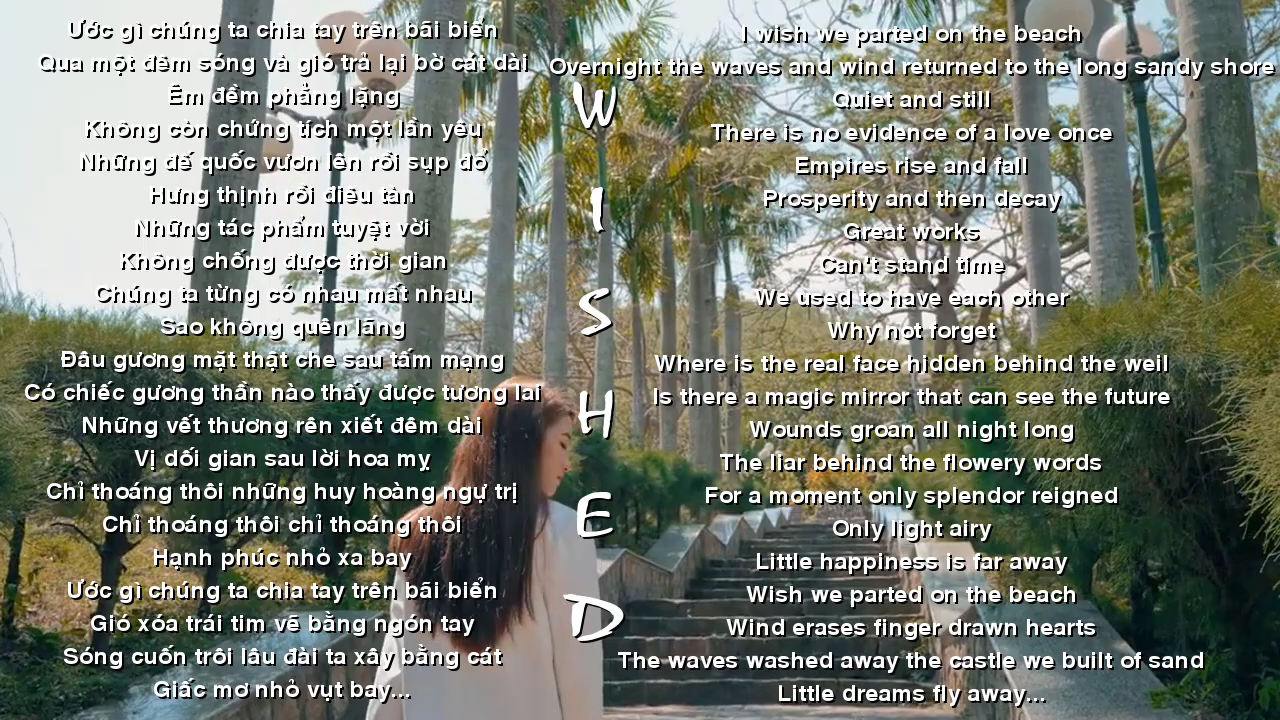 Ước gì chúng ta chia tay trên bãi biển
Qua một đêm sóng và gió trả lại bờ cát dài
Êm đềm phẳng lặng
Không còn chứng tích một lần yêu
Những đế quốc vươn lên rồi sụp đổ
Hưng thịnh rồi điêu tàn
Những tác phẩm tuyệt vời
Không chống được thời gian
Chúng ta từng có nhau mất nhau
Sao không quên lãng
Đâu gương mặt thật che sau tấm mạng
Có chiếc gương thần nào thấy được tương lai
Những vết thương rên xiết đêm dài
Vị dối gian sau lời hoa mỵ
Chỉ thoáng thôi những huy hoàng ngự trị
Chỉ thoáng thôi chỉ thoáng thôi
Hạnh phúc nhỏ xa bay
Ước gì chúng ta chia tay trên bãi biển
Gió xóa trái tim vẽ bằng ngón tay
Sóng cuốn trôi lâu đài ta xây bằng cát
Giấc mơ nhỏ vụt bay...
WISHED
I wish we parted on the beach
Overnight the waves and wind returned to the long sandy shore
Quiet and still
There is no evidence of a love once
Empires rise and fall
Prosperity and then decay
Great works
Can't stand time
We used to have each other
Why not forget
Where is the real face hidden behind the weil
Is there a magic mirror that can see the future
Wounds groan all night long
The liar behind the flowery words
For a moment only splendor reigned
Only light airy
Little happiness is far away
Wish we parted on the beach
Wind erases finger drawn hearts
The waves washed away the castle we built of sand
Little dreams fly away...